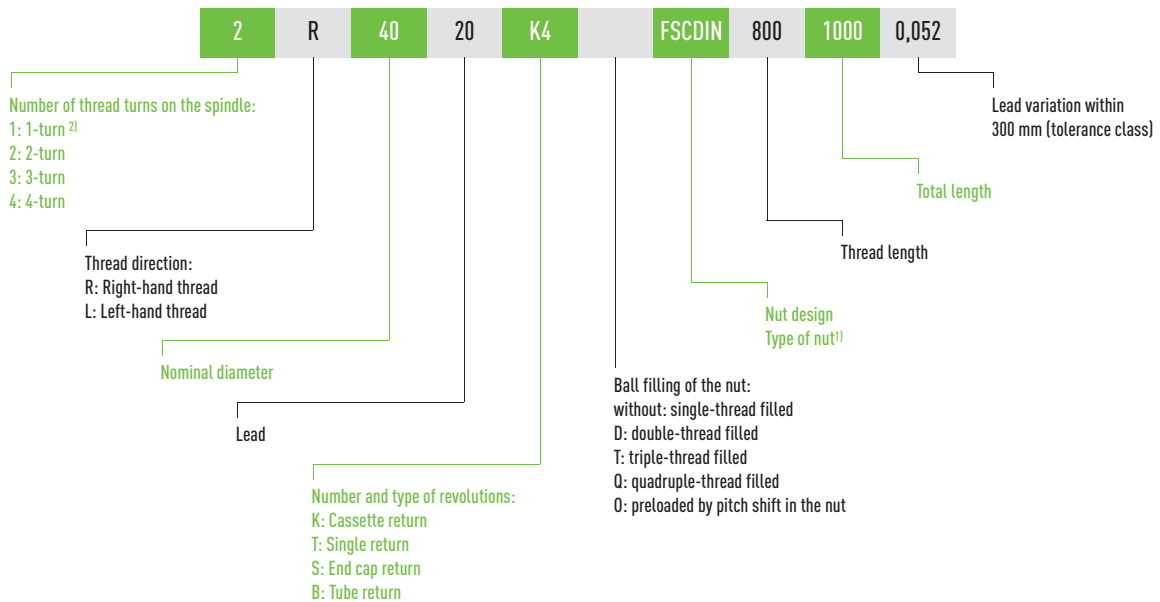 2 R 40 20 K4 FSCDIN 800 1000 0,052
Number of thread turns on the spindle:
1: 1-turn 2)
2: 2-turn
3: 3-turn
4: 4-turn
Lead variation within
300 mm (tolerance class)
Total length
Thread direction:
R: Right-hand thread
L: Left-hand thread
Thread length
Nut design
Type of nut1)
Nominal diameter
Ball filling of the nut:
without: single-thread filled
D: double-thread filled
T: triple-thread filled
Q: quadruple-thread filled
O: preloaded by pitch shift in the nut
Lead
Number and type of revolutions:
K: Cassette return
T: Single return
S: End cap return
B: Tube return